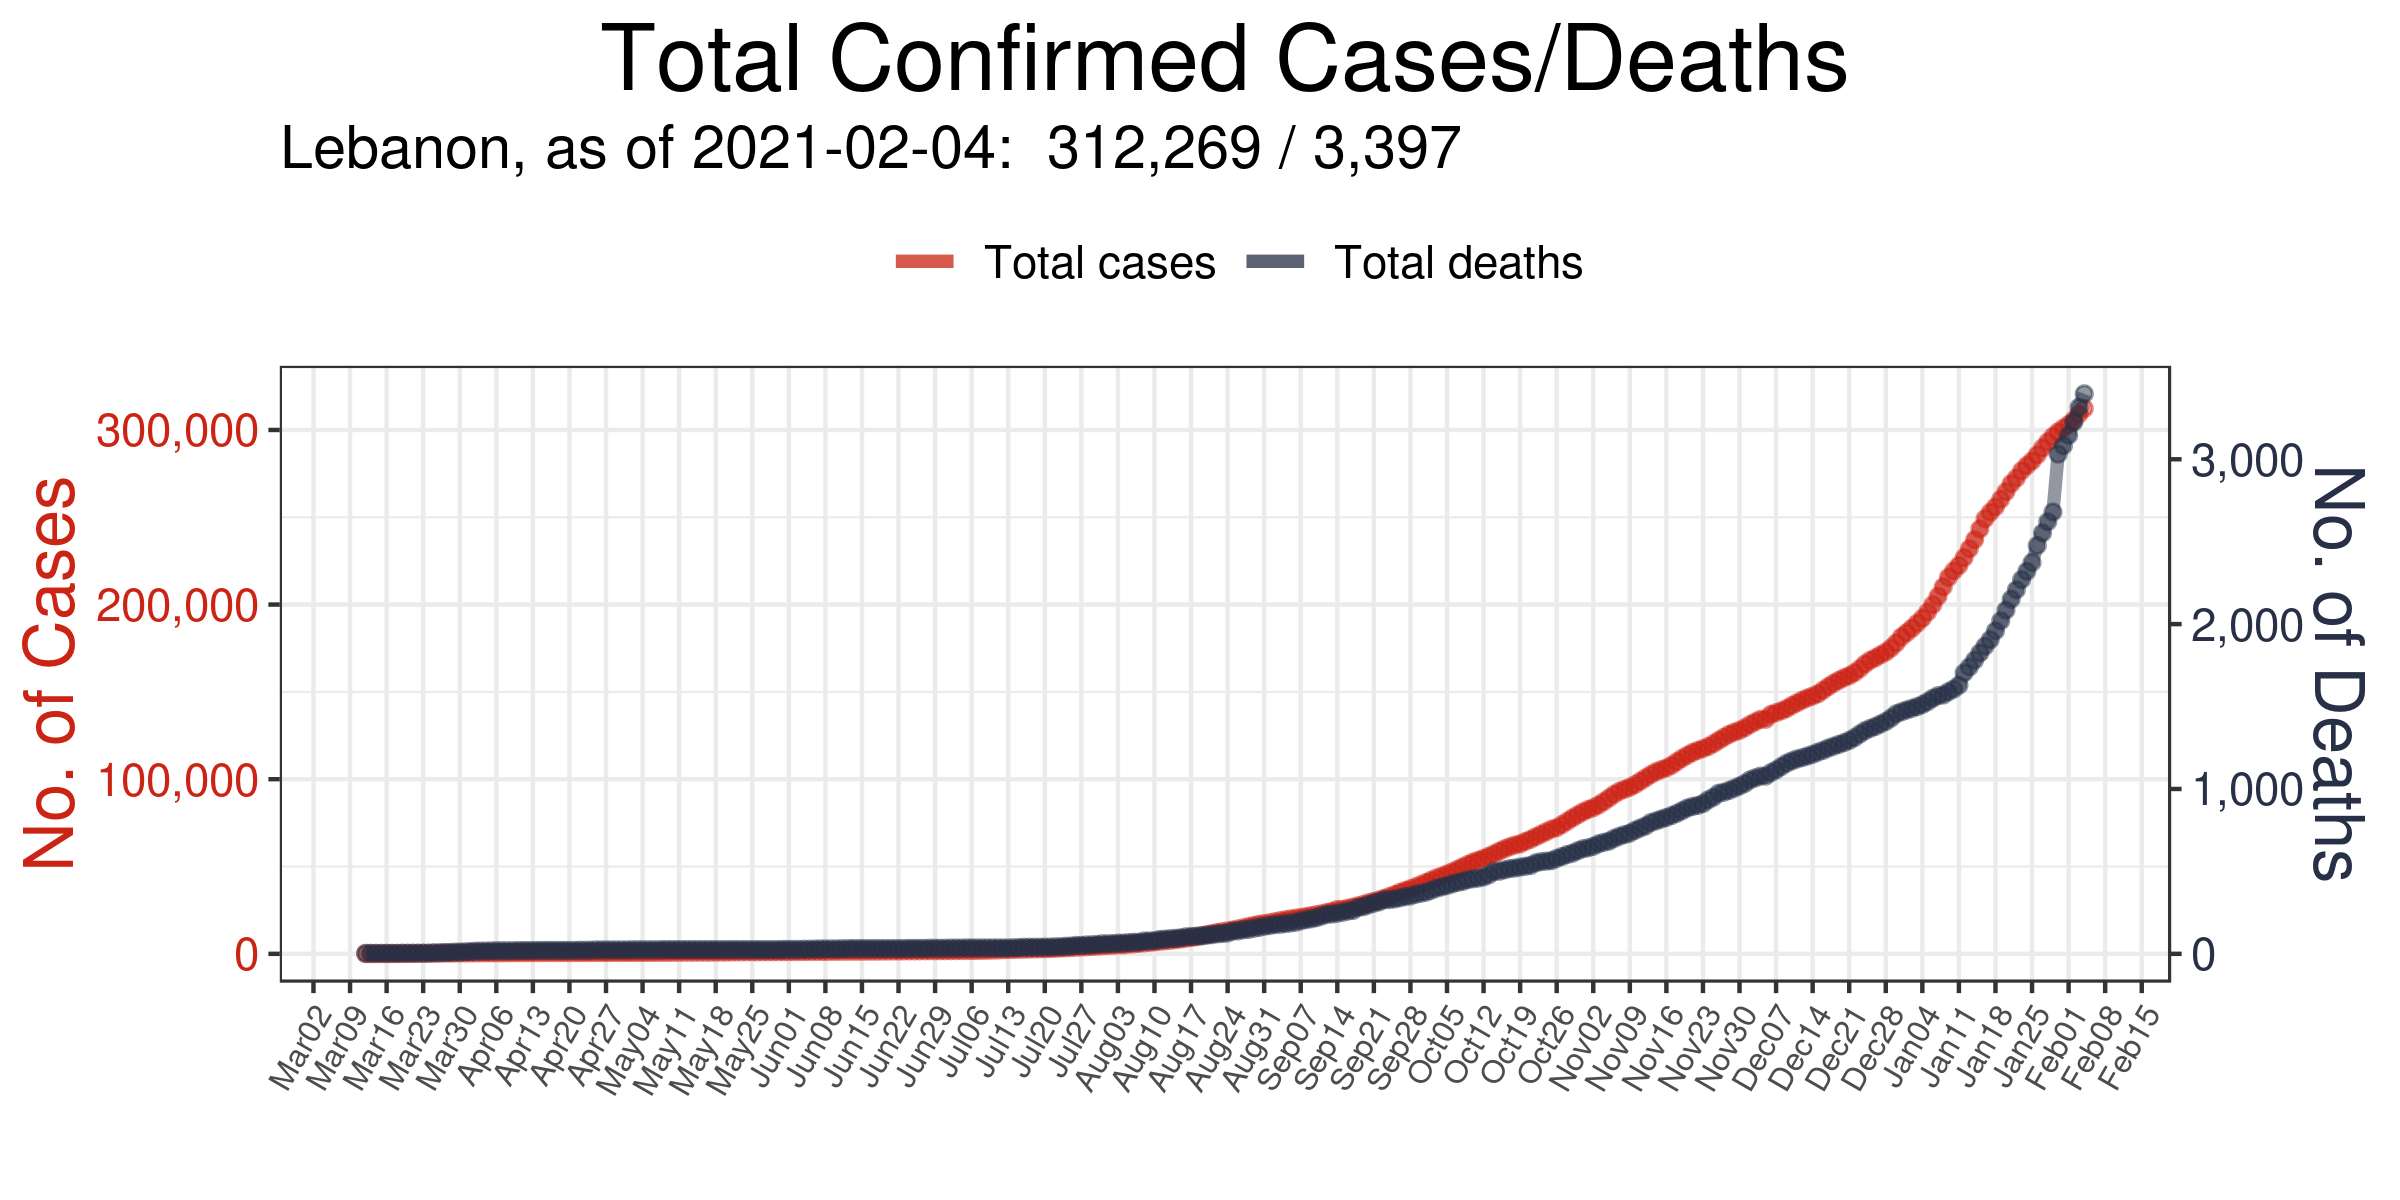 Total Confirmed Cases/Deaths
Lebanon, as of 2021-02-04:  312,269 / 3,397
Total cases
Total deaths
No. of Cases
300,000
200,000
100,000
0
3,000
2,000
1,000
0
No. of Deaths
Mar02
Mar09
Mar16
Mar23
Mar30
Apr06
Apr13
Apr20
Apr27
May04
May11
May18
May25
Jun01
Jun08
Jun15
Jun22
Jun29
Jul06
Jul13
Jul20
Jul27
Aug03
Aug10
Aug17
Aug24
Aug31
Sep07
Sep14
Sep21
Sep28
Oct05
Oct12
Oct19
Oct26
Nov02
Nov09
Nov16
Nov23
Nov30
Dec07
Dec14
Dec21
Dec28
Dec04
Jan11
Jan18
Jan25
Feb01
Feb08
Feb15